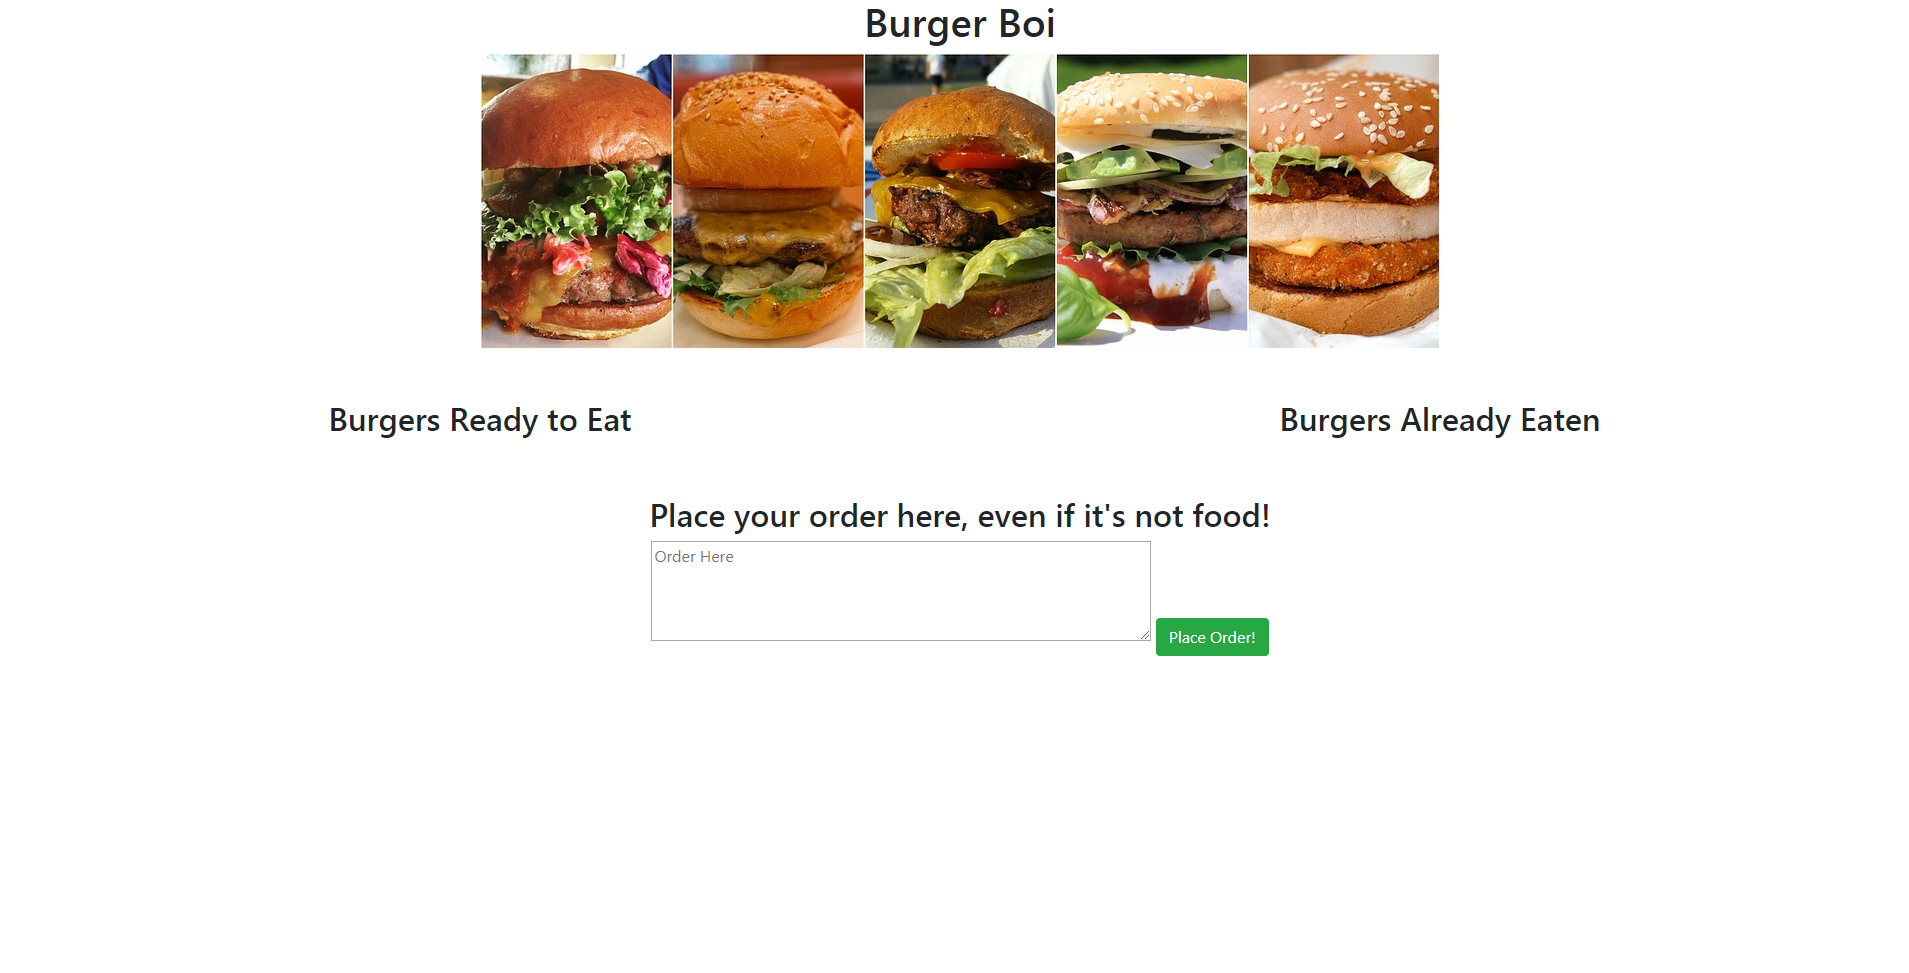 Burger Boi
Burgers Ready to Eat
Burgers Already Eaten
Place your order here, even if it's not food!
Order Here
Place Order!